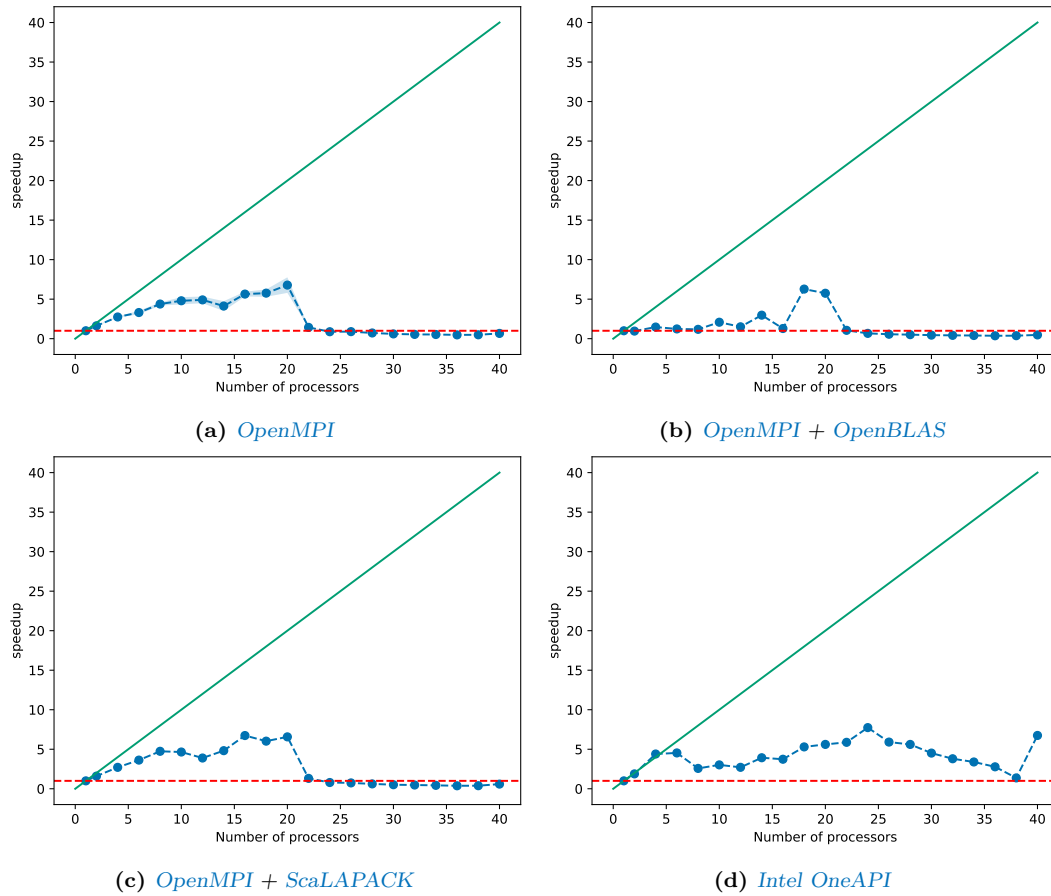 40
35
30
25
20
15
10
5
0
speedup
0 5 10 15 20 25 30 35 40
Number of processors
(a) OpenMPI
40
35
30
25
20
15
10
5
0
speedup
0 5 10 15 20 25 30 35 40
Number of processors
(b) OpenMPI + OpenBLAS
40
35
30
25
20
15
10
5
0
speedup
0 5 10 15 20 25 30 35 40
Number of processors
(c) OpenMPI + ScaLAPACK
40
35
30
25
20
15
10
5
0
speedup
0 5 10 15 20 25 30 35 40
Number of processors
(d) Intel OneAPI